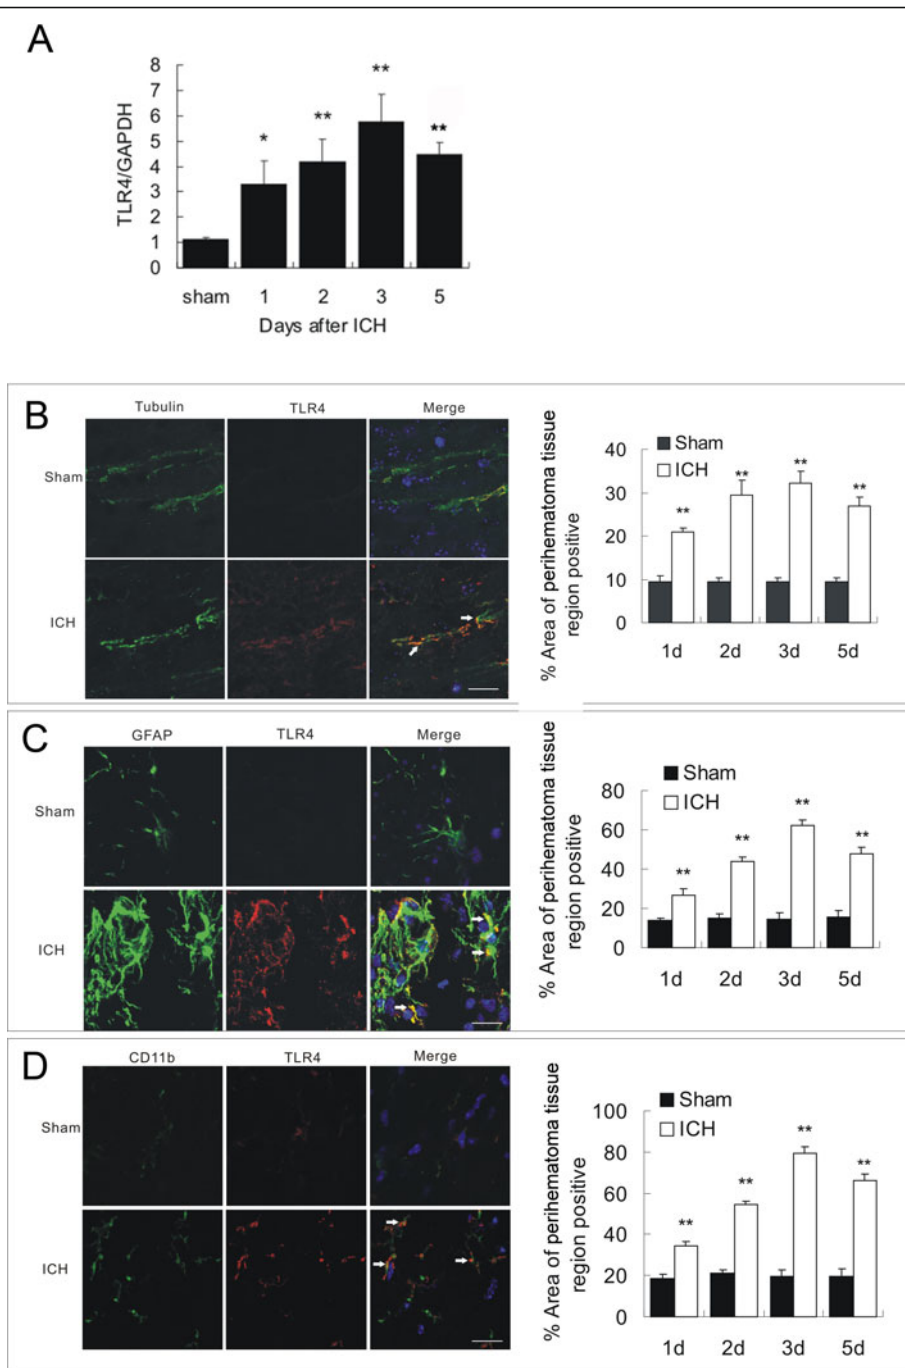 A
8
7
6
5
4
3
2
1
0
TLR4/GAPDH
*
**
**
**
sham 1 2 3 5
Days after ICH
B
Tubulin TLR4 Merge
Sham
ICH
% Area of perihematoma tissue
region positive
Sham
ICH
40
30
20
10
0
**
**
**
**
1d 2d 3d 5d
C
GFAP TLR4 Merge
Sham
ICH
% Area of perihematoma tissue
region positive
Sham
ICH
80
60
40
20
0
**
**
**
**
1d 2d 3d 5d
D
CD11b TLR4 Merge
Sham
ICH
% Area of perihematoma tissue
region positive
Sham
ICH
100
80
60
40
20
0
**
**
**
**
1d 2d 3d 5d